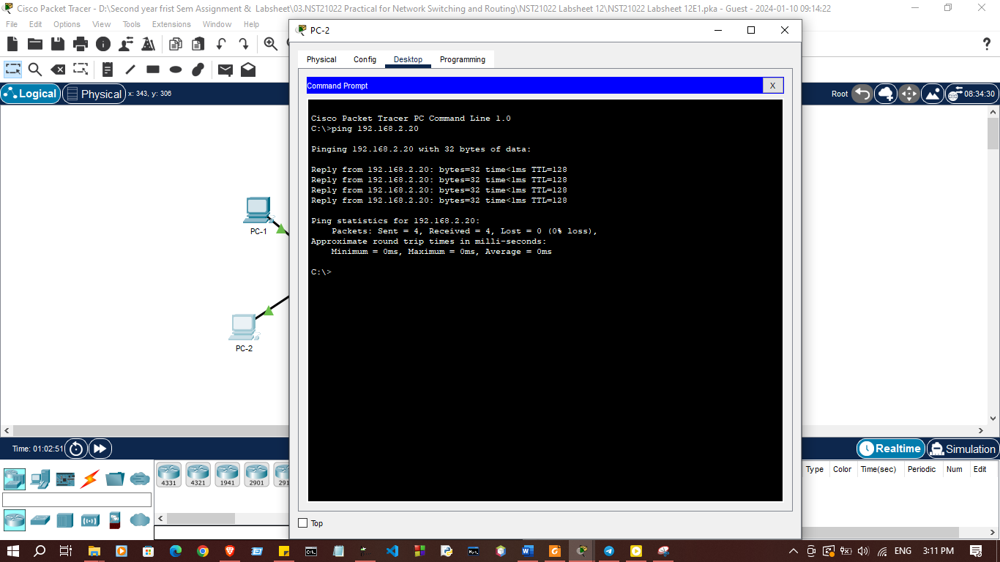 Cisco Packet Tracer - D:\Second year frist Sem Assignment & Labsheet\03.NST21022 Practical for Network Switching and Routing\NST21022 Labsheet 12\NST21022 Labsheet 12E1.pka - Guest - 2024-01-10 09:14:22
File Edit Options View Tools Extensions Window Help
PC-2
Physical Config Desktop Programming
Command Prompt
X
Logical Physical x: 343, y: 306
Root 08:34:30
Cisco Packet Tracer PC Command Line 1.0
C:\>ping 192.168.2.20
Pinging 192.168.2.20 with 32 bytes of data:
Reply from 192.168.2.20: bytes=32 time<1ms TTL=128
Reply from 192.168.2.20: bytes=32 time<1ms TTL=128
Reply from 192.168.2.20: bytes=32 time<1ms TTL=128
Reply from 192.168.2.20: bytes=32 time<1ms TTL=128
Ping statistics for 192.168.2.20:
Packets: Sent = 4, Received = 4, Lost = 0 (0% loss),
Approximate round trip times in milli-seconds:
Minimum = 0ms, Maximum = 0ms, Average = 0ms
C:\>
PC-1
PC-2
Time: 01:02:51
Realtime Simulation
4331 4321 1941 2901 291
Type Color Time(sec) Periodic Num Edit
Top
ENG 3:11 PM